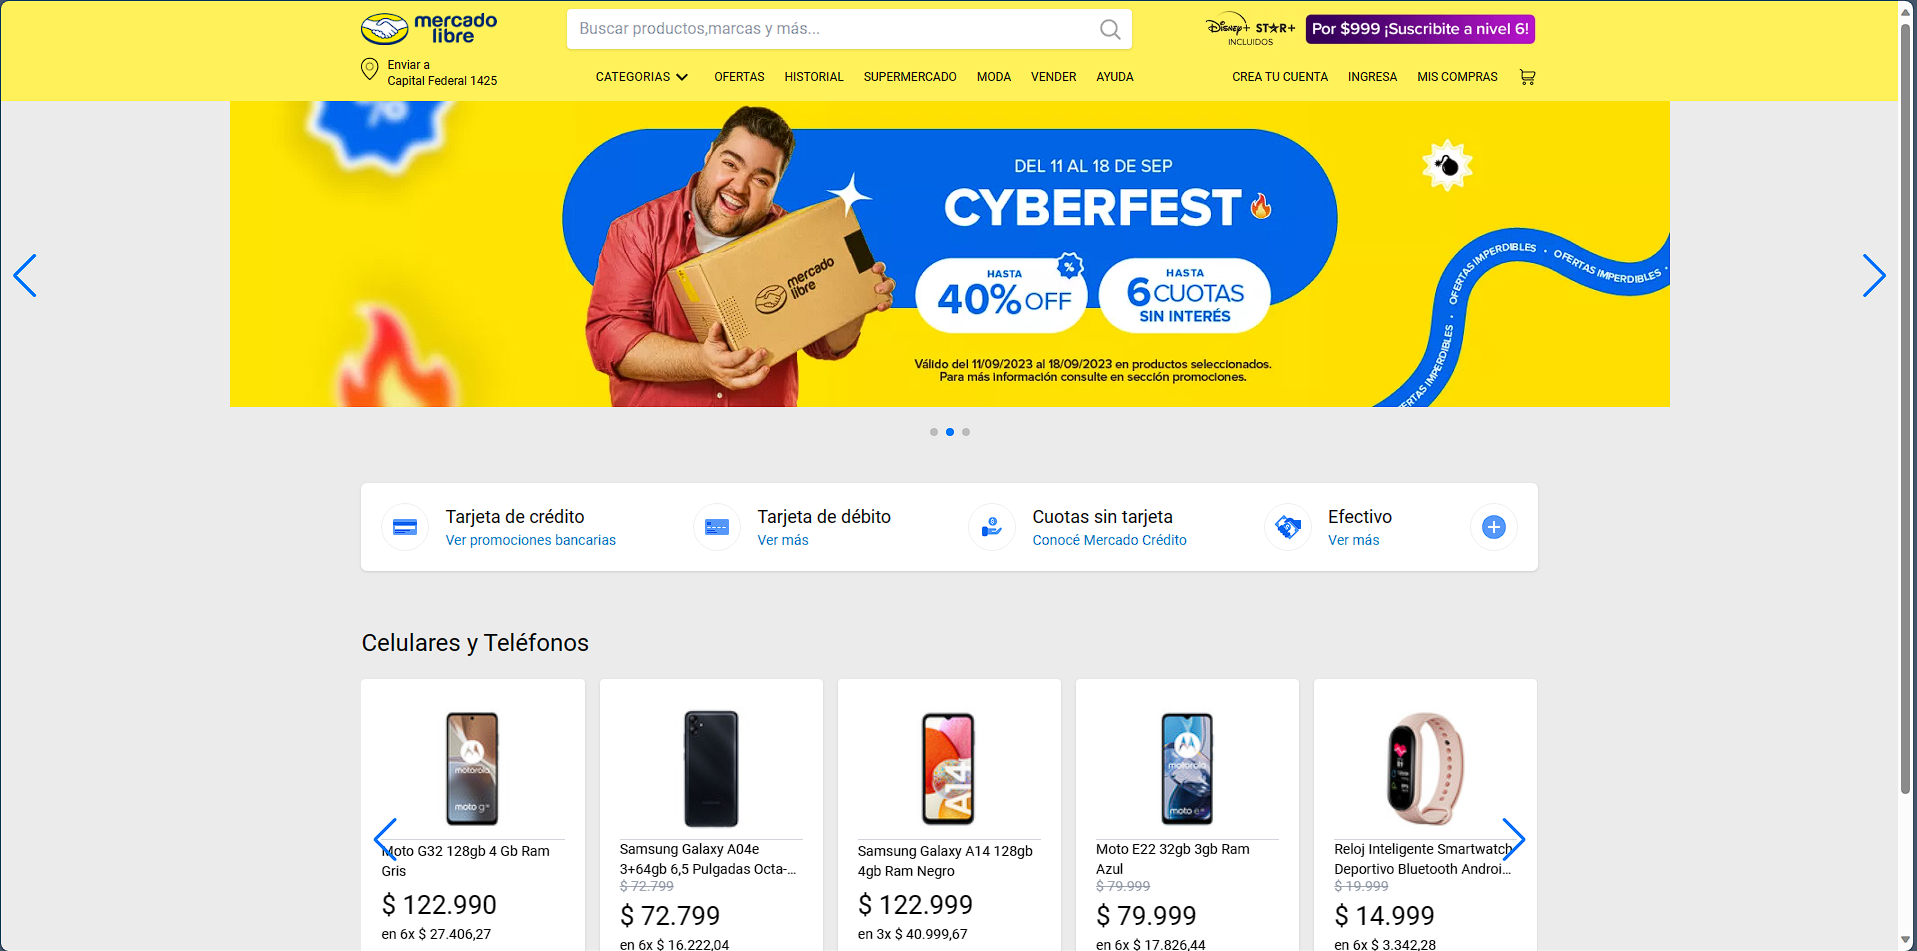 mercado
libre
Buscar productos,marcas y más...
Disney+ STAR+
INCLUIDOS
Por $999 ¡Suscribite a nivel 6!
Enviar a
Capital Federal 1425
CATEGORIAS
OFERTAS
HISTORIAL
SUPERMERCADO
MODA
VENDER
AYUDA
CREA TU CUENTA
INGRESA
MIS COMPRAS
%
DEL 11 AL 18 DE SEP
CYBERFEST
HASTA
40% OFF
%
HASTA
6 CUOTAS
SIN INTERÉS
mercado
libre
Válido del 11/09/2023 al 18/09/2023 en productos seleccionados.
Para más información consulte en sección promociones.
OFERTAS IMPERDIBLES · OFERTAS IMPERDIBLES · OFERTAS IMPERDIBLES ·
Tarjeta de crédito
Ver promociones bancarias
Tarjeta de débito
Ver más
Cuotas sin tarjeta
Conocé Mercado Crédito
Efectivo
Ver más
Celulares y Teléfonos
motorola
moto g32
Moto G32 128gb 4 Gb Ram
Gris
$ 122.990
en 6x $ 27.406,27
Samsung Galaxy A04e
3+64gb 6,5 Pulgadas Octa-...
$ 72.799
$ 72.799
en 6x $ 16.222,04
A14
Samsung Galaxy A14 128gb
4gb Ram Negro
$ 122.999
en 3x $ 40.999,67
motorola
moto e22
Moto E22 32gb 3gb Ram
Azul
$ 79.999
$ 79.999
en 6x $ 17.826,44
Reloj Inteligente Smartwatch
Deportivo Bluetooth Androi...
$ 19.999
$ 14.999
en 6x $ 3.342,28